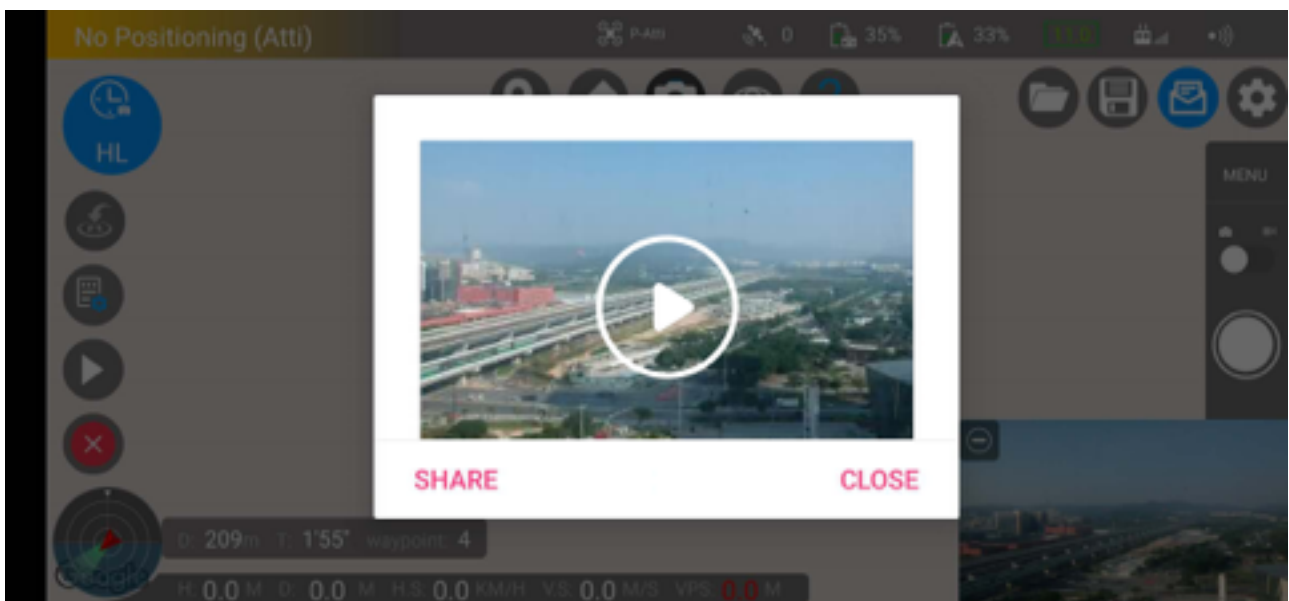 No Positioning (Atti)
P-Atti
0
35%
33%
HL
MENU
SHARE
CLOSE
D: 209m T: 1'55" waypoint: 4
Google
H: 0.0 M D: 0.0 M H.S: 0.0 KM/H V.S: 0.0 M/S VPS: 0.0 M